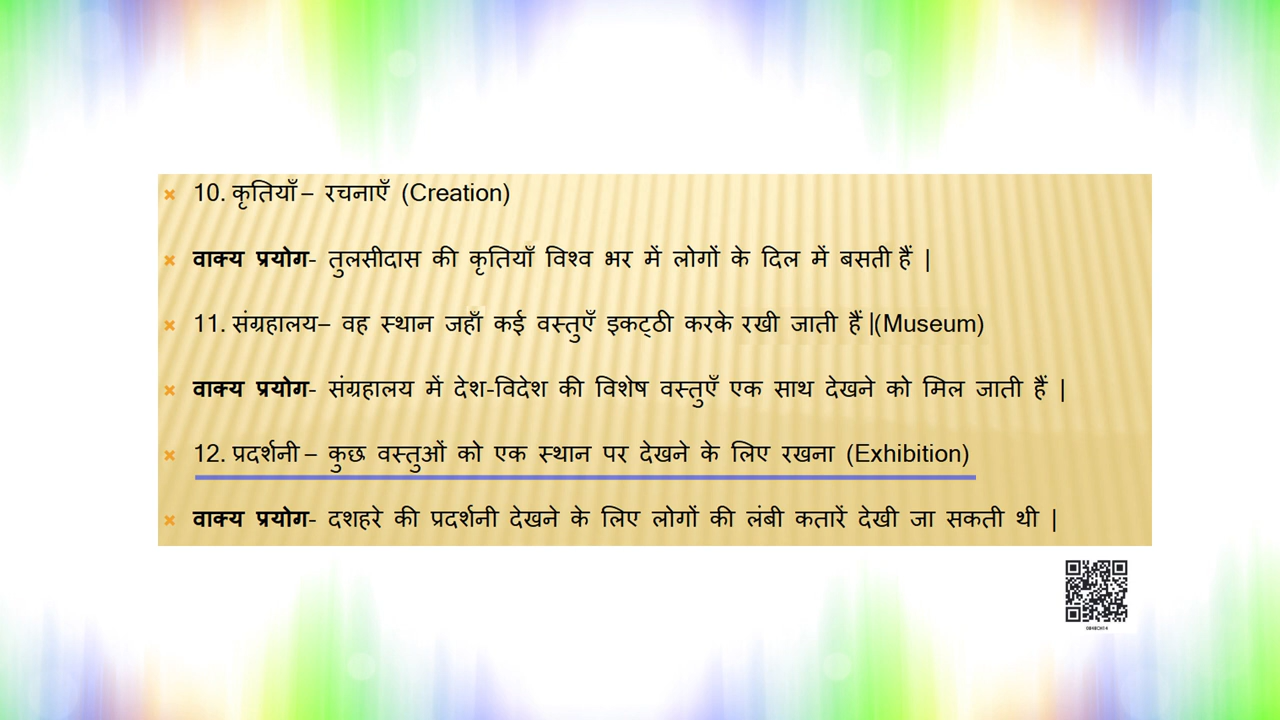 10. कृतियाँ – रचनाएँ (Creation)
वाक्य प्रयोग- तुलसीदास की कृतियाँ विश्व भर में लोगों के दिल में बसती हैं |
11. संग्रहालय– वह स्थान जहाँ कई वस्तुएँ इकट्ठी करके रखी जाती हैं |(Museum)
वाक्य प्रयोग- संग्रहालय में देश-विदेश की विशेष वस्तुएँ एक साथ देखने को मिल जाती हैं |
12. प्रदर्शनी – कुछ वस्तुओं को एक स्थान पर देखने के लिए रखना (Exhibition)
वाक्य प्रयोग- दशहरे की प्रदर्शनी देखने के लिए लोगों की लंबी कतारें देखी जा सकती थी |